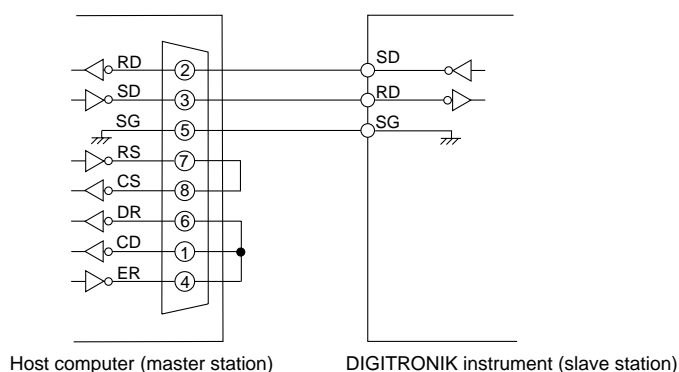 RD ② SD
SD ③ RD
SG ⑤ SG
RS ⑦
CS ⑧
DR ⑥
CD ①
ER ④
Host computer (master station) DIGITRONIK instrument (slave station)